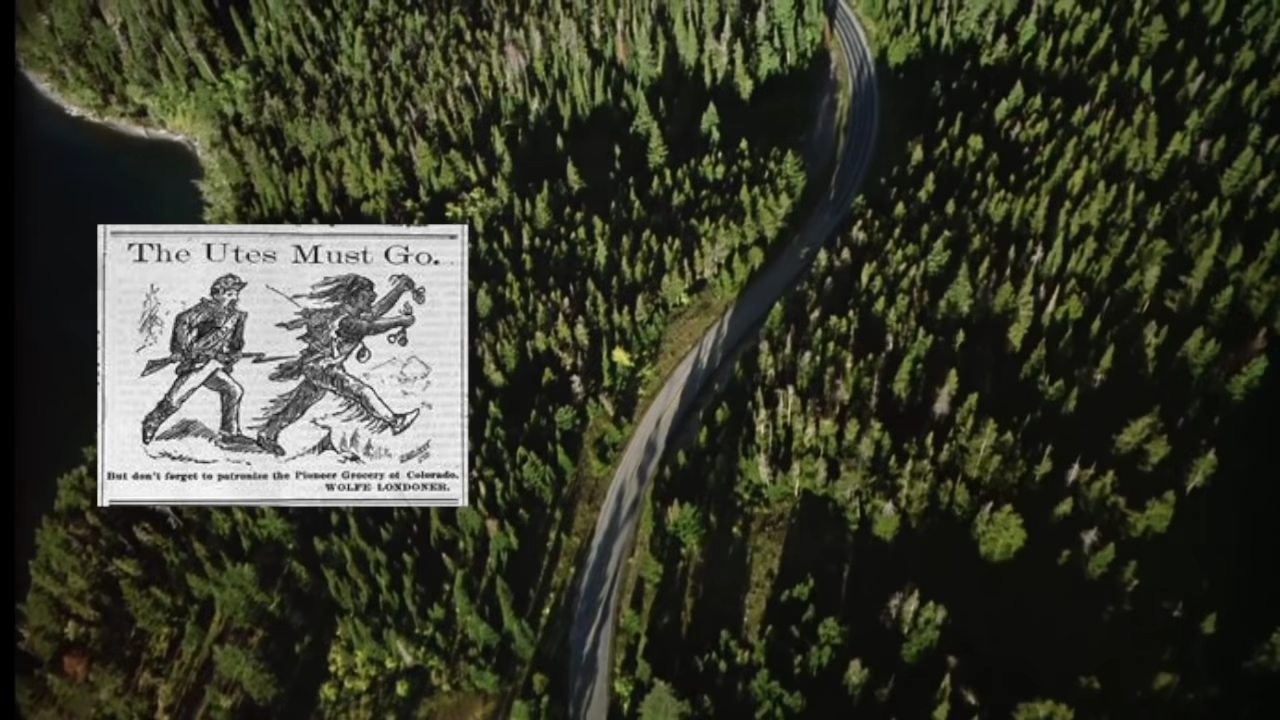 The Utes Must Go.
But don't forget to patronize the Pioneer Grocery of Colorado.
WOLFE LONDONER.